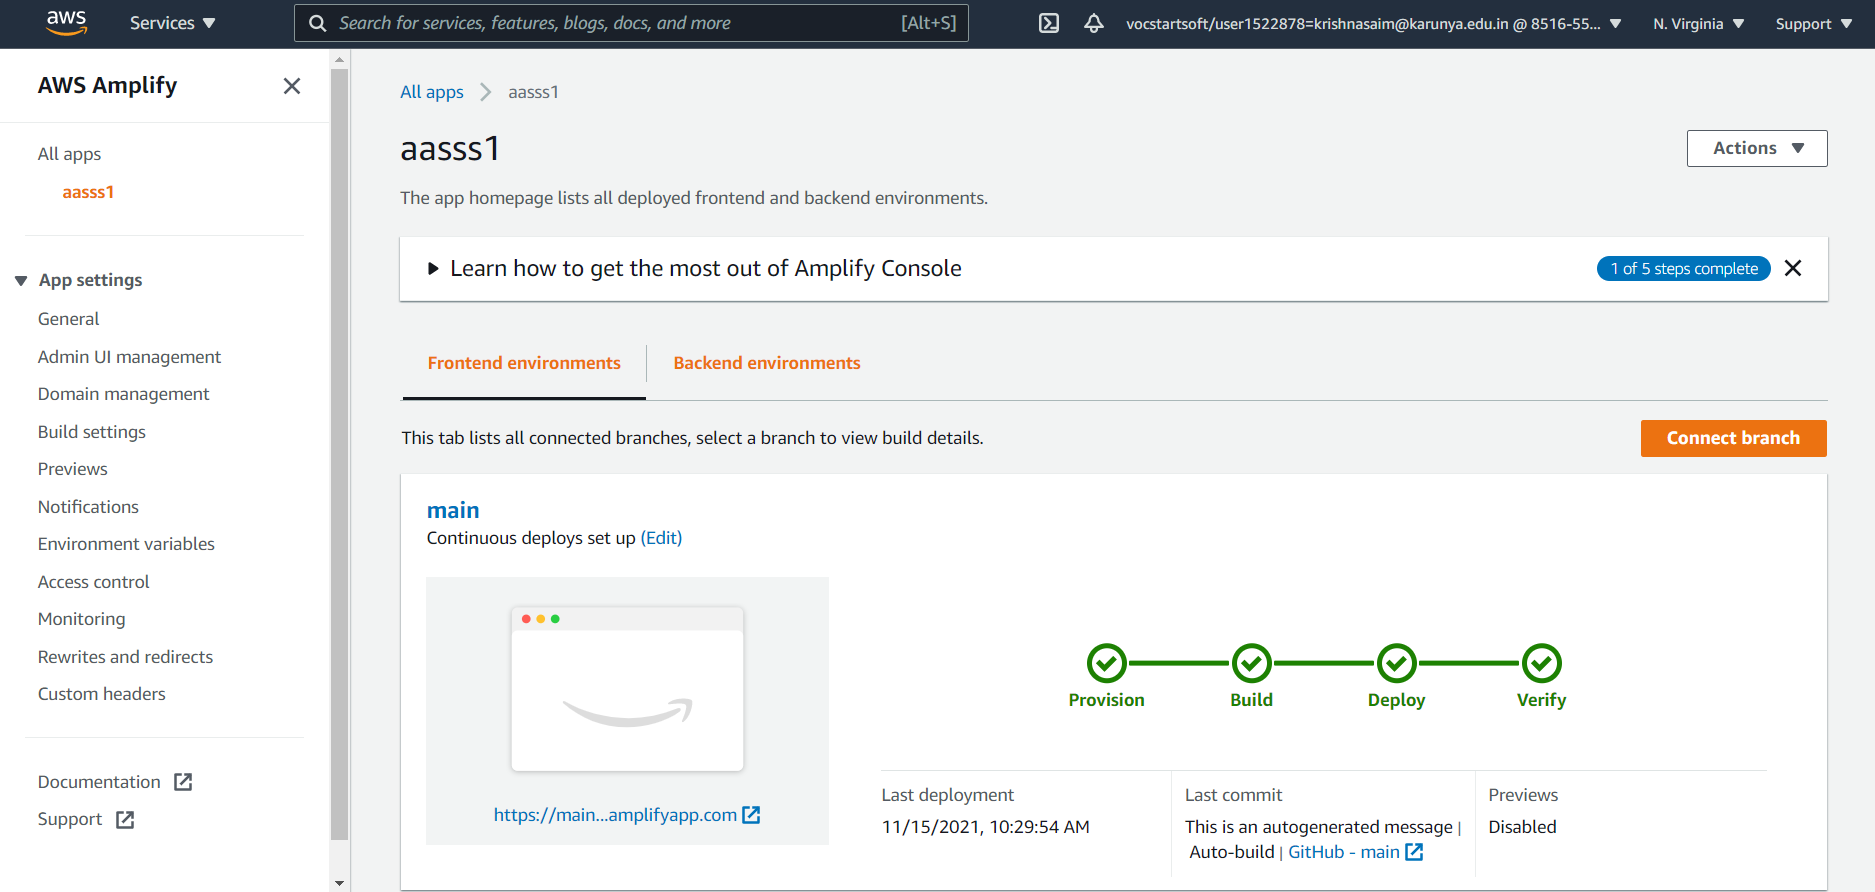 aws
Services
Search for services, features, blogs, docs, and more
[Alt+S]
vocstartsoft/user1522878=krishnasaim@karunya.edu.in @ 8516-55...
N. Virginia
Support
AWS Amplify
All apps
aasss1
App settings
General
Admin UI management
Domain management
Build settings
Previews
Notifications
Environment variables
Access control
Monitoring
Rewrites and redirects
Custom headers
Documentation
Support
All apps
aasss1
aasss1
Actions
The app homepage lists all deployed frontend and backend environments.
Learn how to get the most out of Amplify Console
1 of 5 steps complete
Frontend environments
Backend environments
This tab lists all connected branches, select a branch to view build details.
Connect branch
main
Continuous deploys set up (Edit)
https://main...amplifyapp.com
Provision
Build
Deploy
Verify
Last deployment
11/15/2021, 10:29:54 AM
Last commit
This is an autogenerated message |
Auto-build | GitHub - main
Previews
Disabled